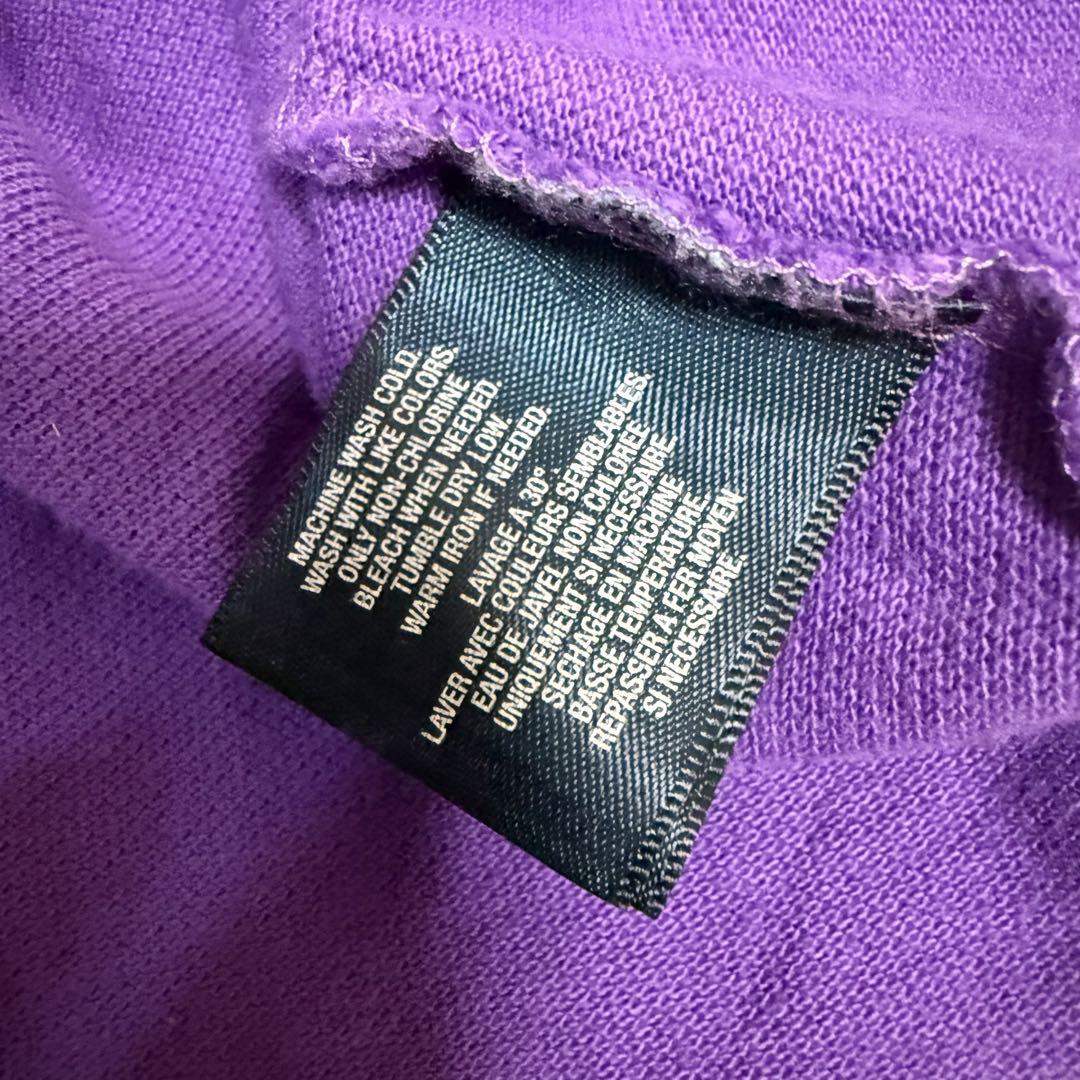 MACHINE WASH COLD.
WASH WITH LIKE COLORS.
ONLY NON-CHLORINE
BLEACH WHEN NEEDED.
TUMBLE DRY LOW.
WARM IRON IF NEEDED.
LAVAGE A 30°
LAVER AVEC COULEURS SEMBLABLES.
EAU DE JAVEL NON CHLORIEE
UNIQUEMENT SI NECESSAIRE.
SECHAGE EN MACHINE
BASSE TEMPERATURE.
REPASSER A FER MOYEN
SI NECESSAIRE